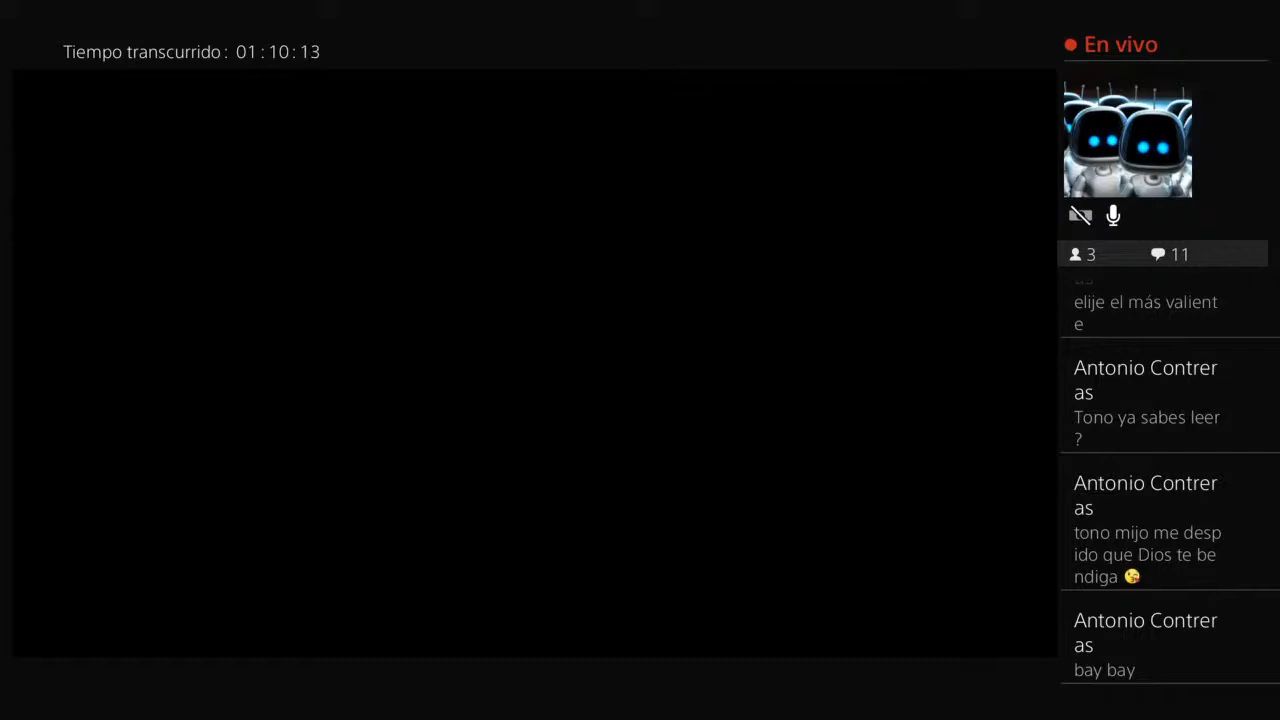 Tiempo transcurrido: 01:10:13
En vivo
3 11
elije el más valient
e
Antonio Contrer
as
Tono ya sabes leer
?
Antonio Contrer
as
tono mijo me desp
ido que Dios te be
ndiga 😘
Antonio Contrer
as
bay bay